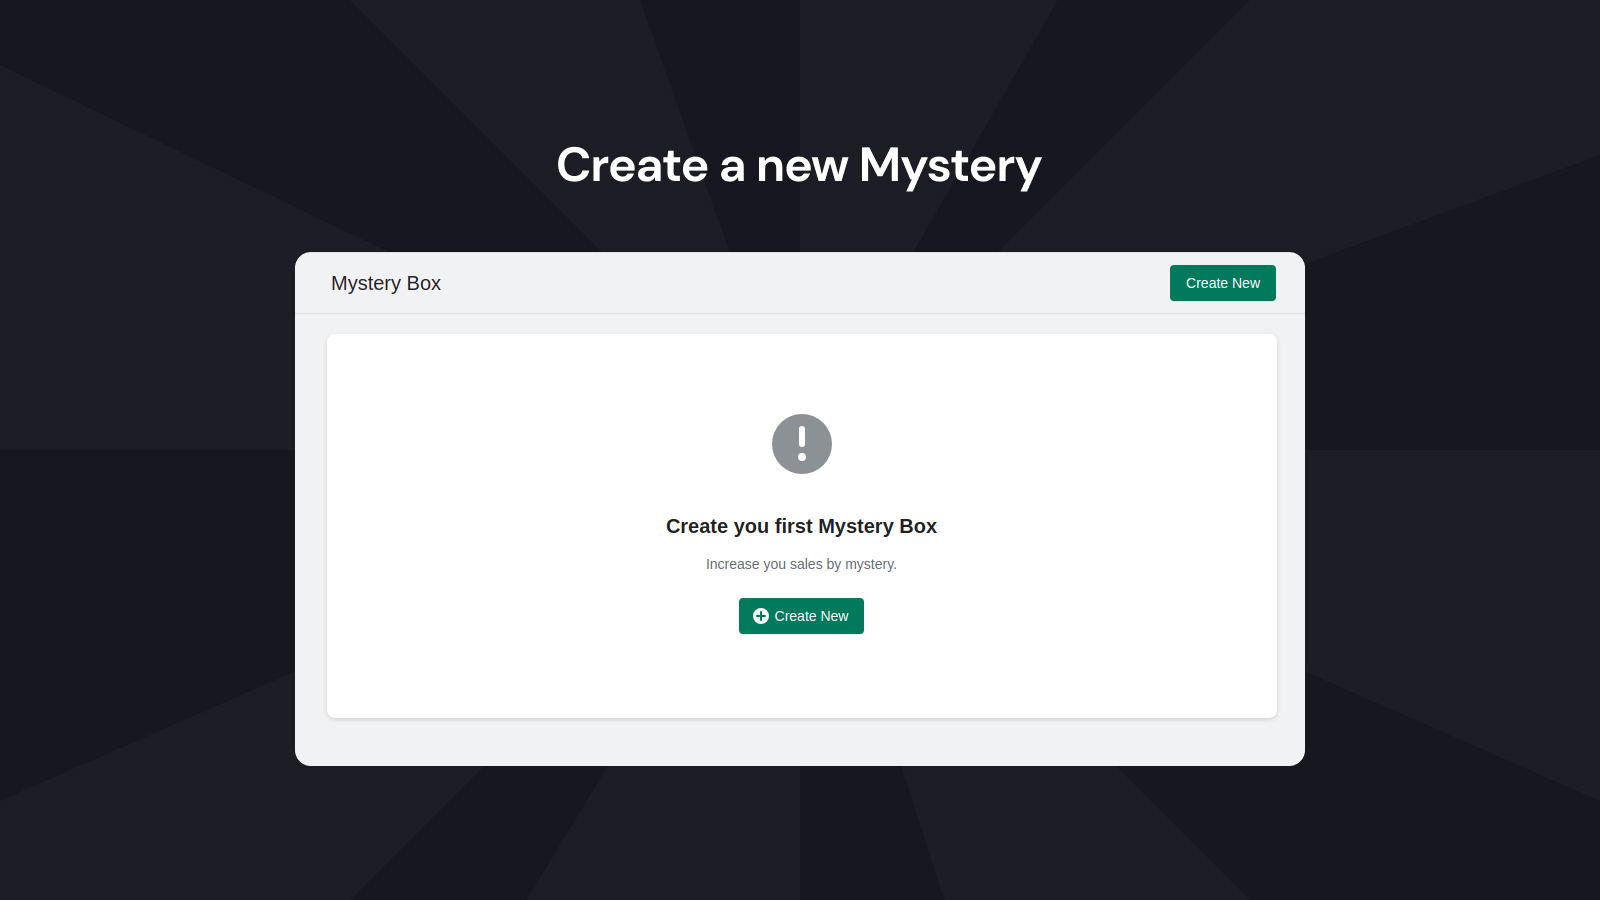 Create a new Mystery
Mystery Box
Create New
Create you first Mystery Box
Increase you sales by mystery.
Create New